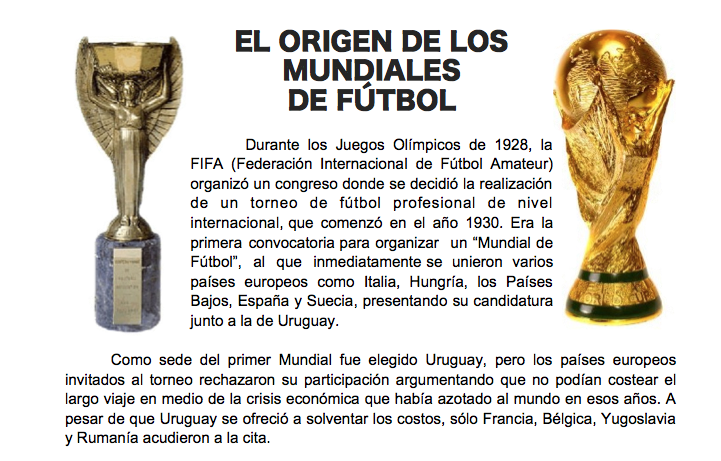 EL ORIGEN DE LOS
MUNDIALES
DE FÚTBOL
Durante los Juegos Olímpicos de 1928, la
FIFA (Federación Internacional de Fútbol Amateur)
organizó un congreso donde se decidió la realización
de un torneo de fútbol profesional de nivel
internacional, que comenzó en el año 1930. Era la
primera convocatoria para organizar un “Mundial de
Fútbol”, al que inmediatamente se unieron varios
países europeos como Italia, Hungría, los Países
Bajos, España y Suecia, presentando su candidatura
junto a la de Uruguay.
Como sede del primer Mundial fue elegido Uruguay, pero los países europeos
invitados al torneo rechazaron su participación argumentando que no podían costear el
largo viaje en medio de la crisis económica que había azotado al mundo en esos años. A
pesar de que Uruguay se ofreció a solventar los costos, sólo Francia, Bélgica, Yugoslavia
y Rumanía acudieron a la cita.